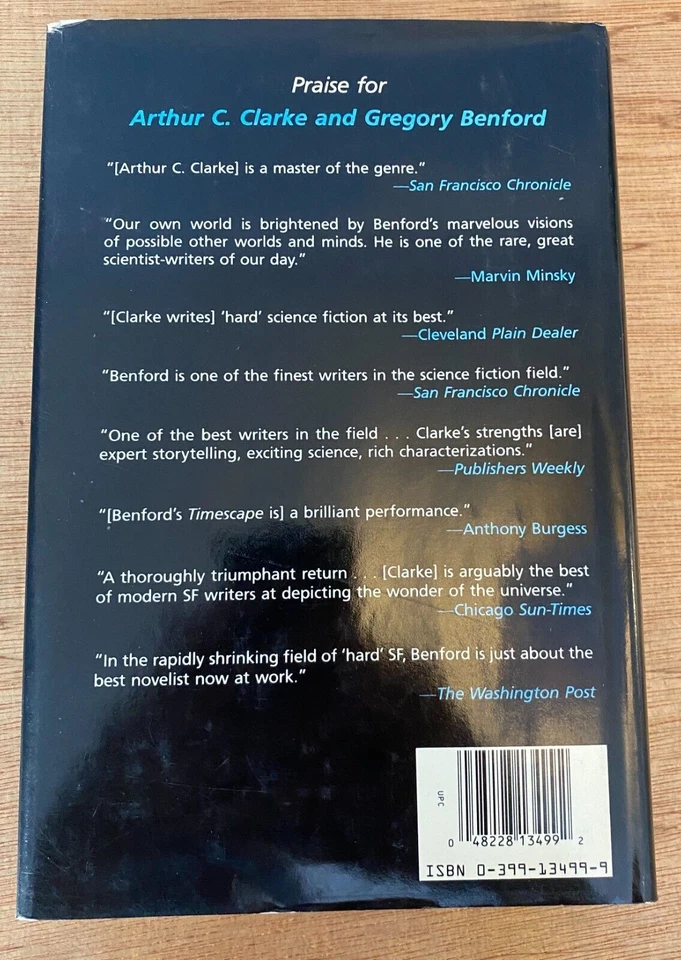 Praise for
Arthur C. Clarke and Gregory Benford
“[Arthur C. Clarke] is a master of the genre.”
—San Francisco Chronicle
“Our own world is brightened by Benford’s marvelous visions
of possible other worlds and minds. He is one of the rare, great
scientist-writers of our day.”
—Marvin Minsky
“[Clarke writes] ‘hard’ science fiction at its best.”
—Cleveland Plain Dealer
“Benford is one of the finest writers in the science fiction field.”
—San Francisco Chronicle
“One of the best writers in the field . . . Clarke’s strengths [are]
expert storytelling, exciting science, rich characterizations.”
—Publishers Weekly
“[Benford’s Timescape is] a brilliant performance.”
—Anthony Burgess
“A thoroughly triumphant return . . . [Clarke] is arguably the best
of modern SF writers at depicting the wonder of the universe.”
—Chicago Sun-Times
“In the rapidly shrinking field of ‘hard’ SF, Benford is just about the
best novelist now at work.”
—The Washington Post
UPC
0 48228 13499 2
ISBN 0-399-13499-9